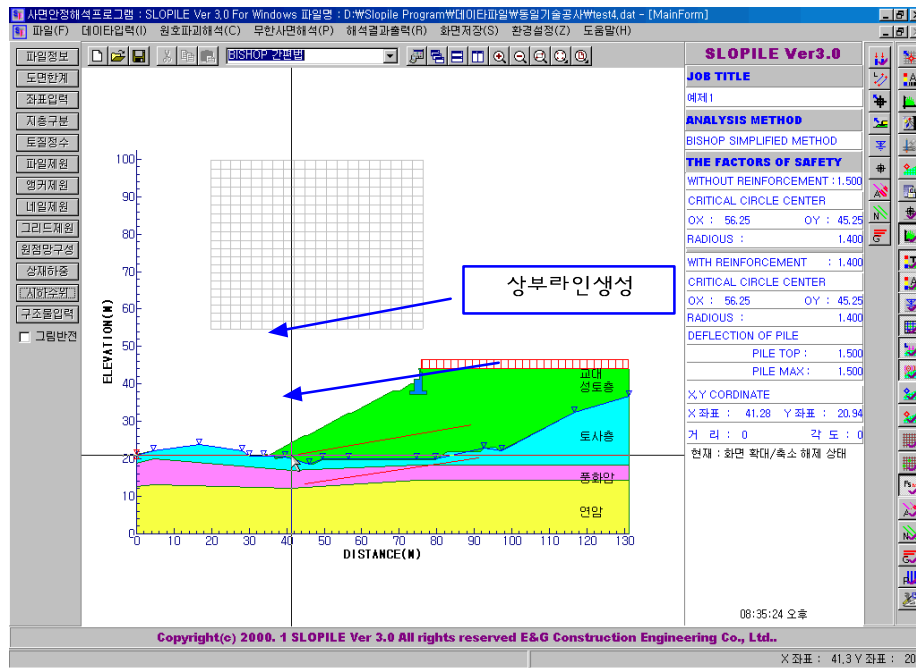 사면안정해석프로그램 : SLOPILE Ver 3,0 For Windows 파일명 : D:₩Slopile Program₩데이타파일₩동일기술공사₩test4.dat - [MainForm]
파일(F) 데이타입력(I) 원호파괴해석(C) 무한사면해석(P) 해석결과출력(R) 화면저장(S) 환경설정(Z) 도움말(H)
파일정보
도면한계
좌표입력
지층구분
토질정수
파일제원
앵커제원
네일제원
그리드제원
원점망구성
상재하중
지하수위
구조물입력
그림반전
BISHOP 간편법
ELEVATION(M)
100
90
80
70
60
50
40
30
20
10
0
상부라인생성
교대
성토층
토사층
풍화암
연암
0 10 20 30 40 50 60 70 80 90 100 110 120 130
DISTANCE(M)
SLOPILE Ver3.0
JOB TITLE
예제1
ANALYSIS METHOD
BISHOP SIMPLIFIED METHOD
THE FACTORS OF SAFETY
WITHOUT REINFORCEMENT : 1.500
CRITICAL CIRCLE CENTER
OX : 56.25 OY : 45.25
RADIOUS : 1.400
WITH REINFORCEMENT : 1.400
CRITICAL CIRCLE CENTER
OX : 56.25 OY : 45.25
RADIOUS : 1.400
DEFLECTION OF PILE
PILE TOP : 1.500
PILE MAX : 1.500
X,Y CORDINATE
X 좌표 : 41.28 Y 좌표 : 20.94
거 리 : 0 각 도 : 0
현재 : 화면 확대/축소 해제 상태
08:35:24 오후
Copyright(c) 2000. 1 SLOPILE Ver 3.0 All rights reserved E&G Construction Engineering Co., Ltd..
X 좌표 : 41,3 Y 좌표 : 20